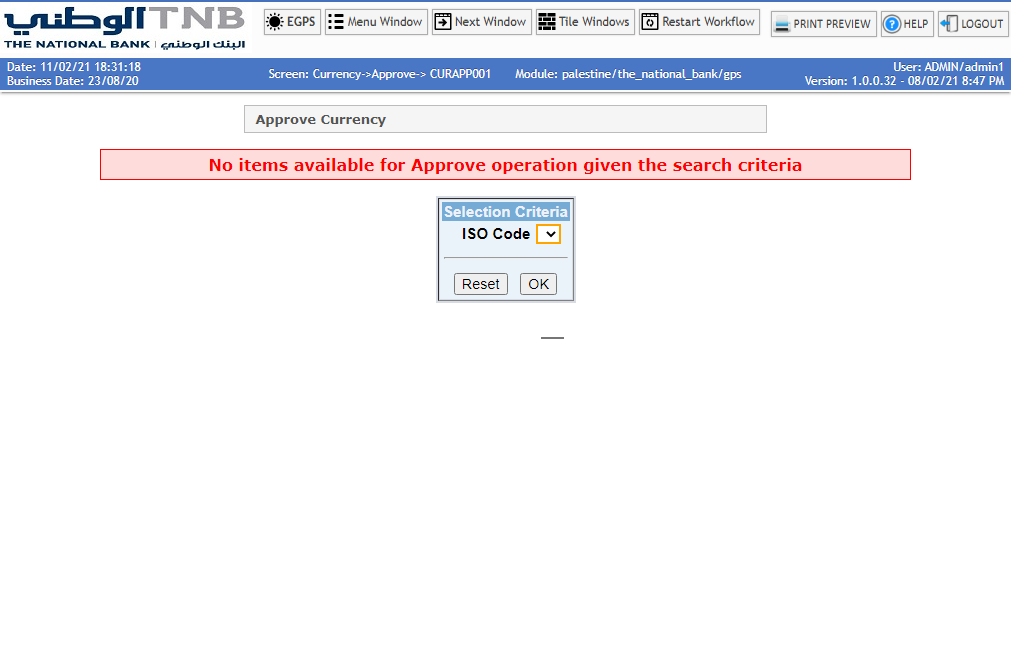 الوطني TNB
THE NATIONAL BANK | البنك الوطني
EGPS
Menu Window
Next Window
Tile Windows
Restart Workflow
PRINT PREVIEW
HELP
LOGOUT
Date: 11/02/21 18:31:18
Business Date: 23/08/20
Screen: Currency->Approve-> CURAPP001
Module: palestine/the_national_bank/gps
User: ADMIN/admin1
Version: 1.0.0.32 - 08/02/21 8:47 PM
Approve Currency
No items available for Approve operation given the search criteria
Selection Criteria
ISO Code
Reset OK